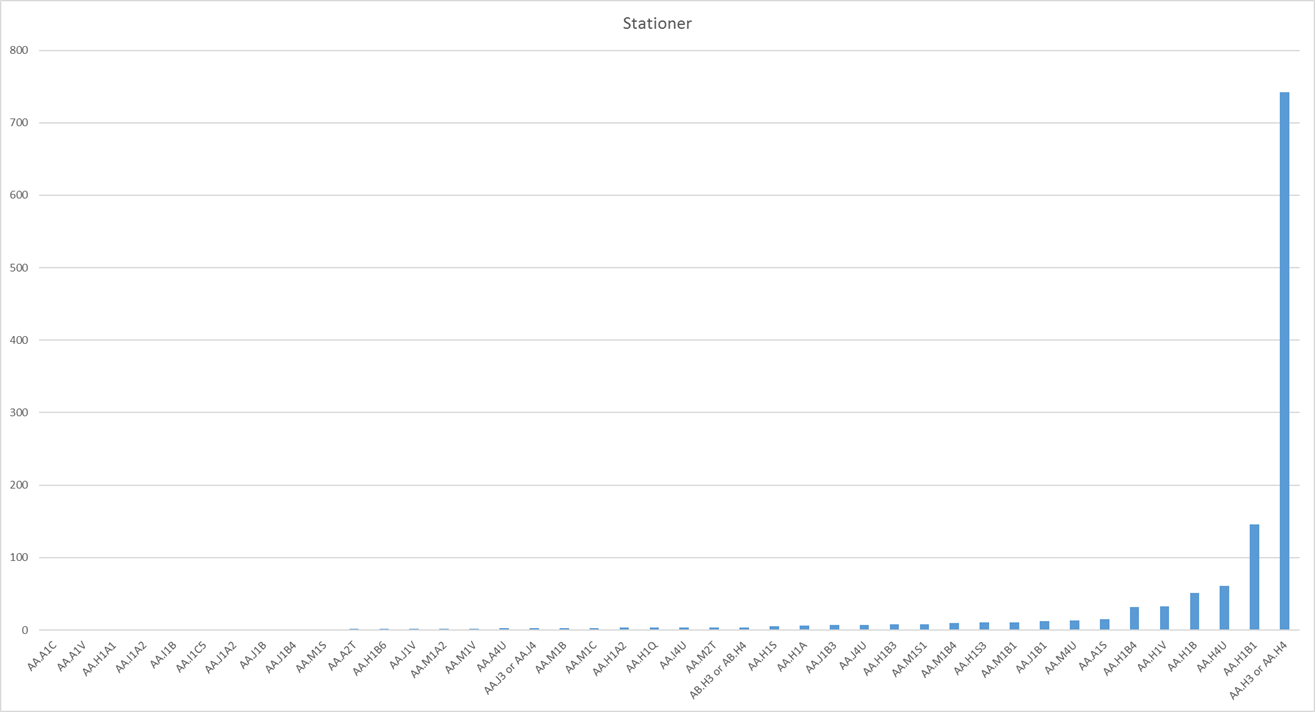 Stationer
800
700
600
500
400
300
200
100
0
AA.A1C
AA.A1V
AA.H1A1
AA.I1A2
AA.I1B
AA.I1C5
AA.J1A2
AA.J1B
AA.J1B4
AA.M1S
AA.A2T
AA.H1B6
AA.J1V
AA.M1A2
AA.M1V
AA.A4U
AA.J3 or AA.J4
AA.M1B
AA.M1C
AA.H1A2
AA.H1Q
AA.I4U
AA.M2T
AB.H3 or AB.H4
AA.H1S
AA.H1A
AA.J1B3
AA.J4U
AA.H1B3
AA.M1S1
AA.M1B4
AA.H1S3
AA.M1B1
AA.J1B1
AA.M4U
AA.A1S
AA.H1B4
AA.H1V
AA.H1B
AA.H4U
AA.H1B1
AA.H3 or AA.H4